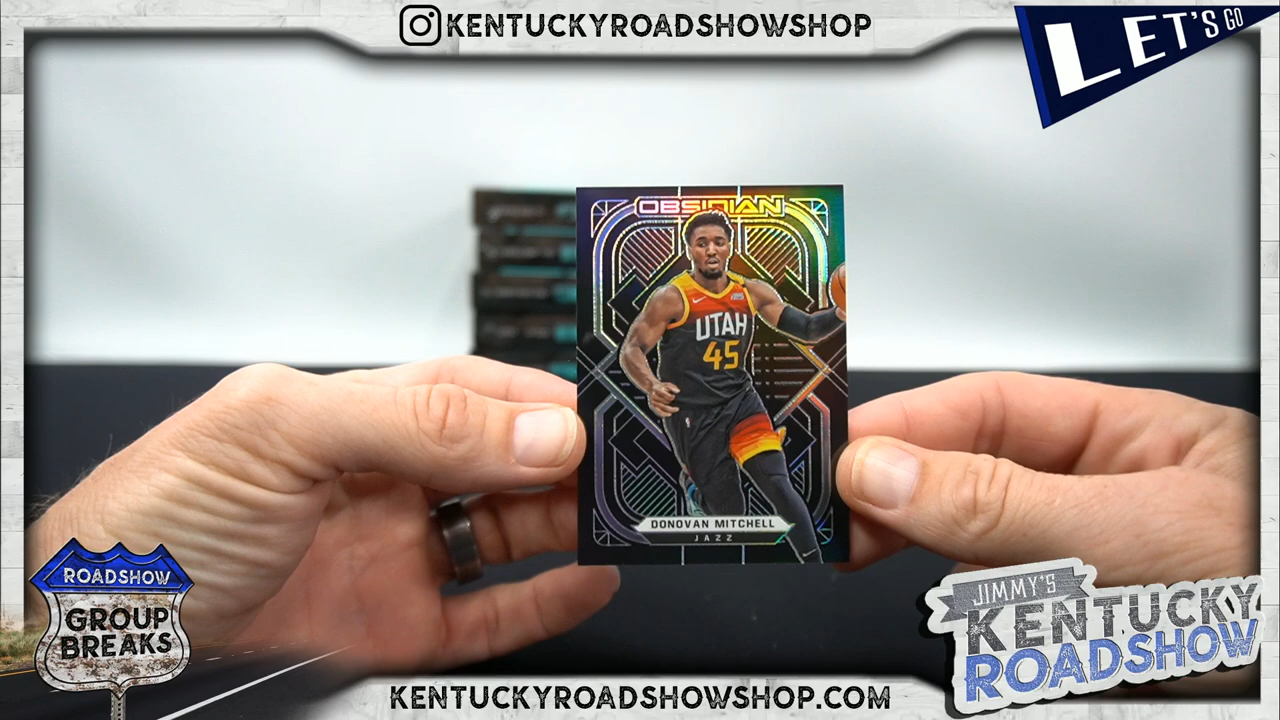 KENTUCKYROADSHOWSHOP
LET'S GO
OBSIDIAN
UTAH
45
DONOVAN MITCHELL
JAZZ
ROADSHOW
GROUP
BREAKS
JIMMY'S
KENTUCKY
ROADSHOW
KENTUCKYROADSHOWSHOP.COM